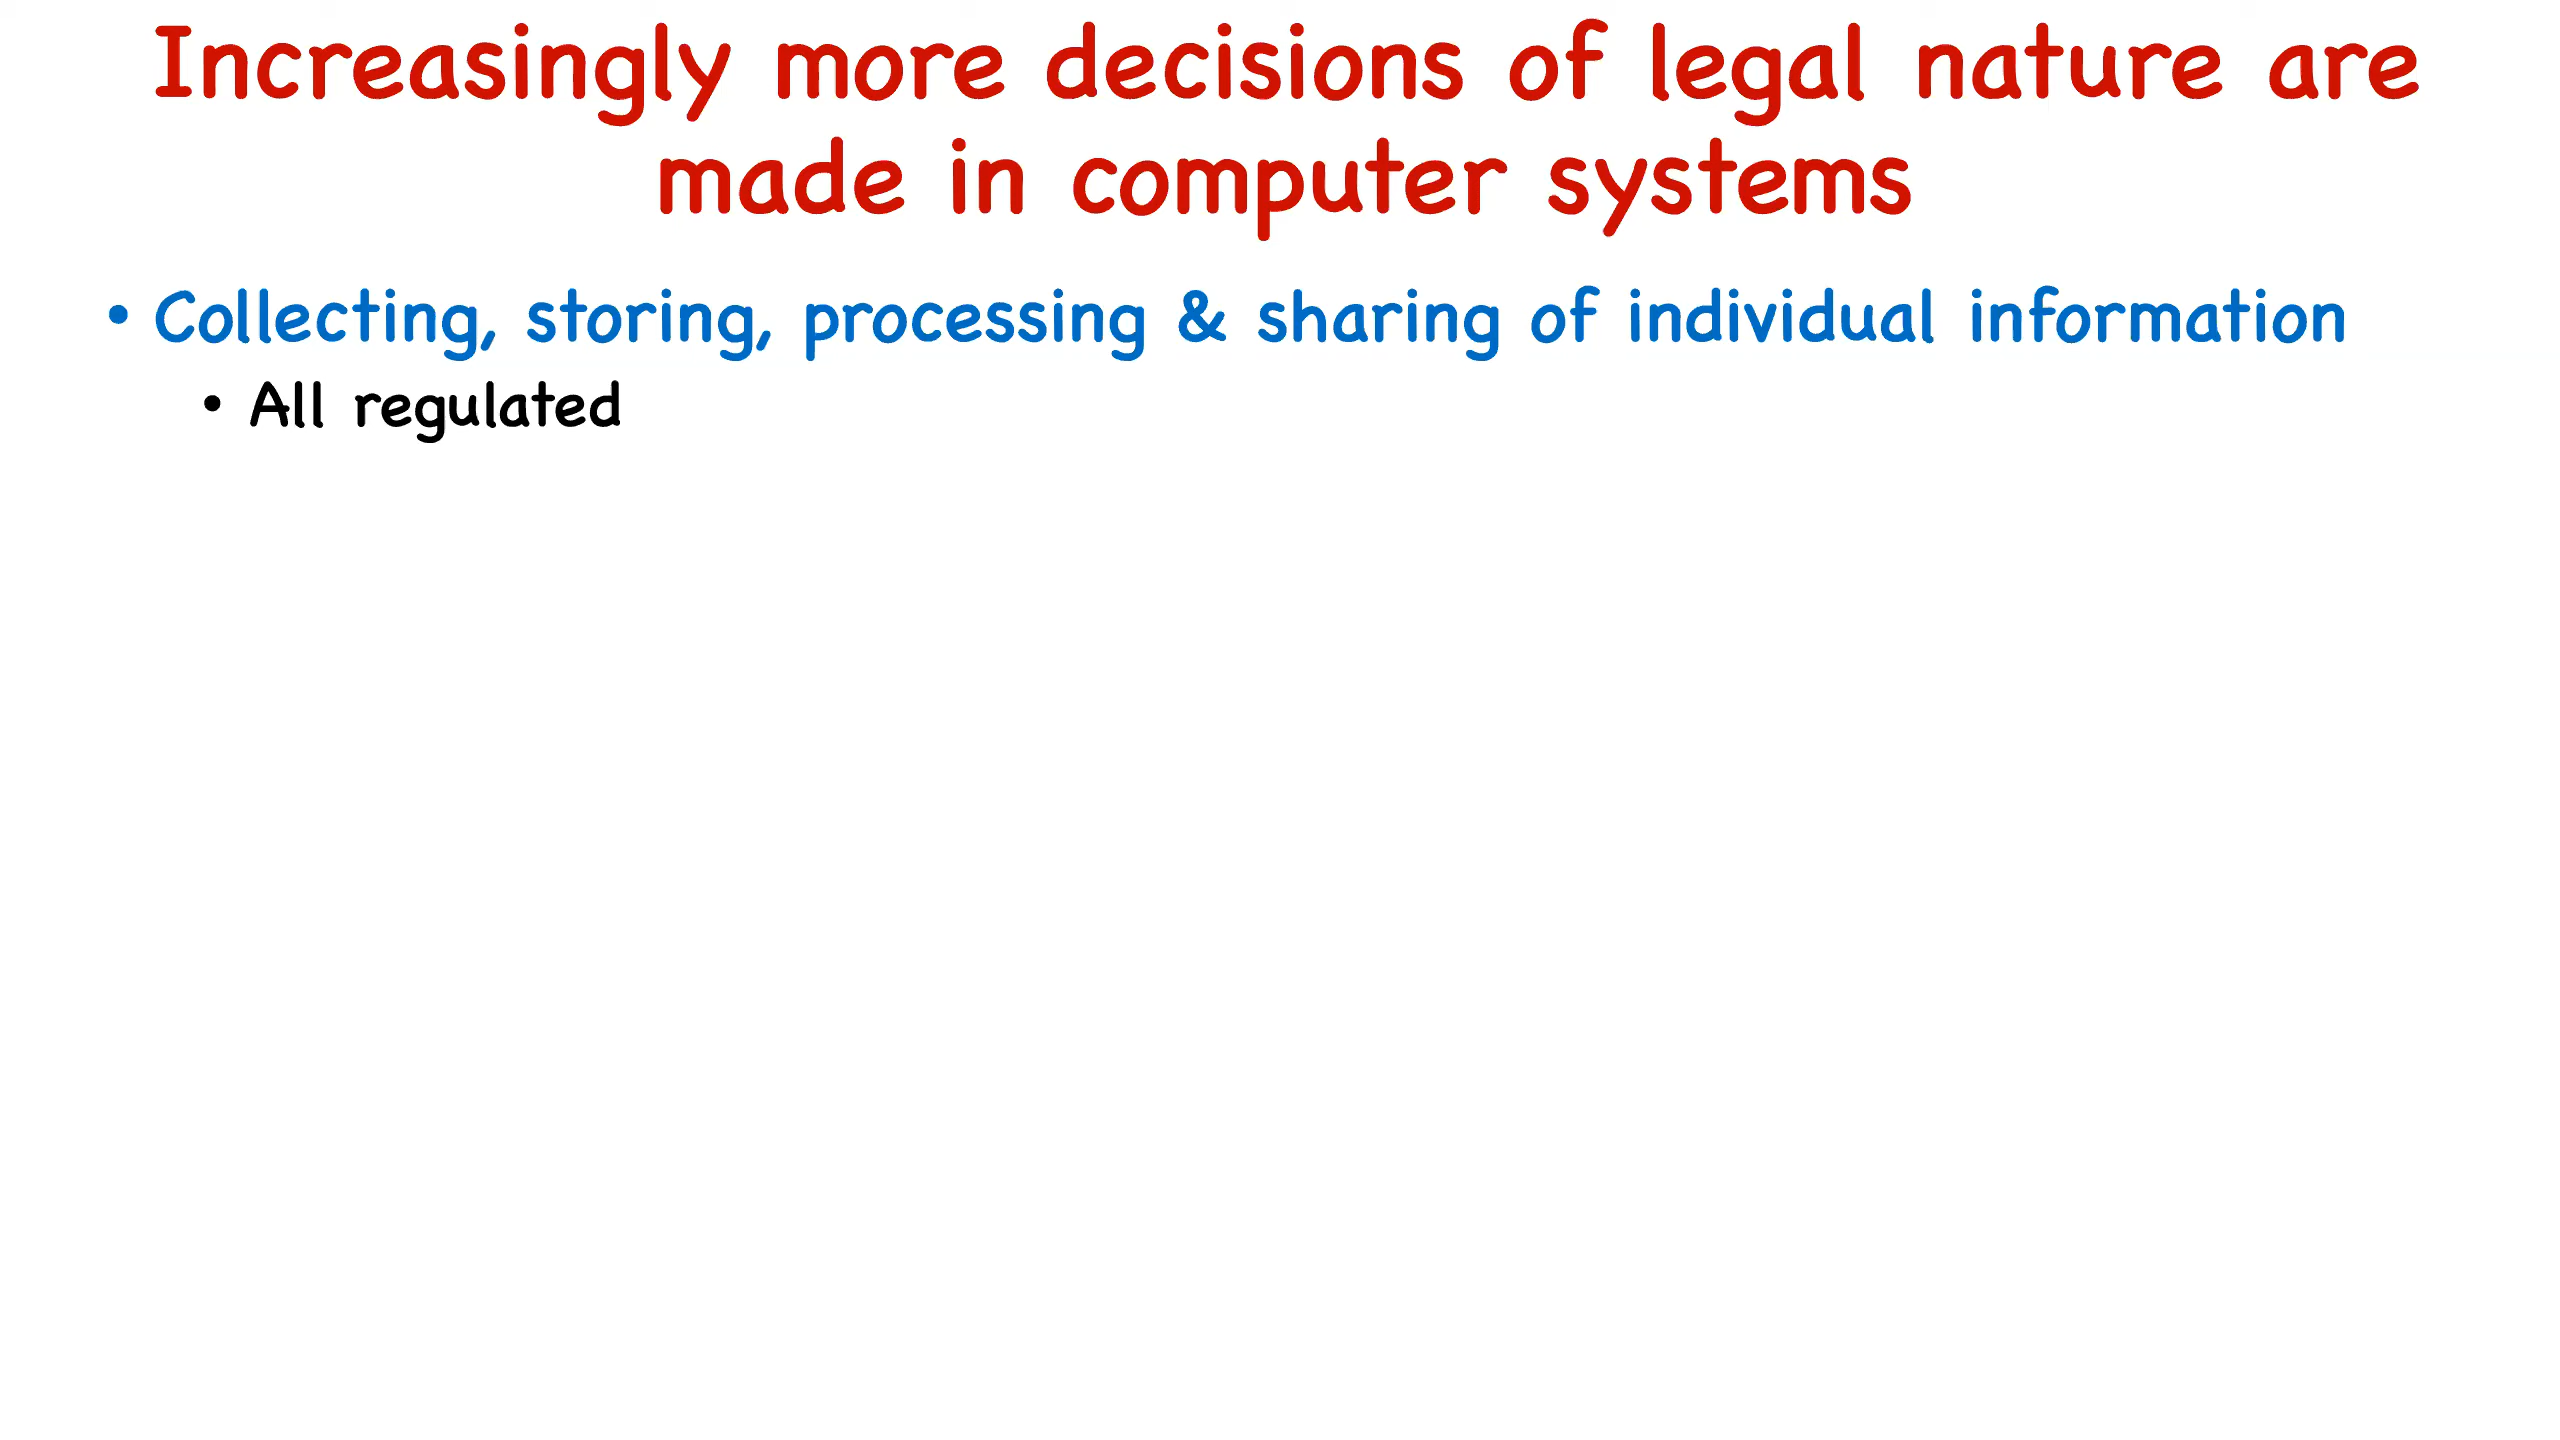 Increasingly more decisions of legal nature are
made in computer systems
• Collecting, storing, processing & sharing of individual information
• All regulated